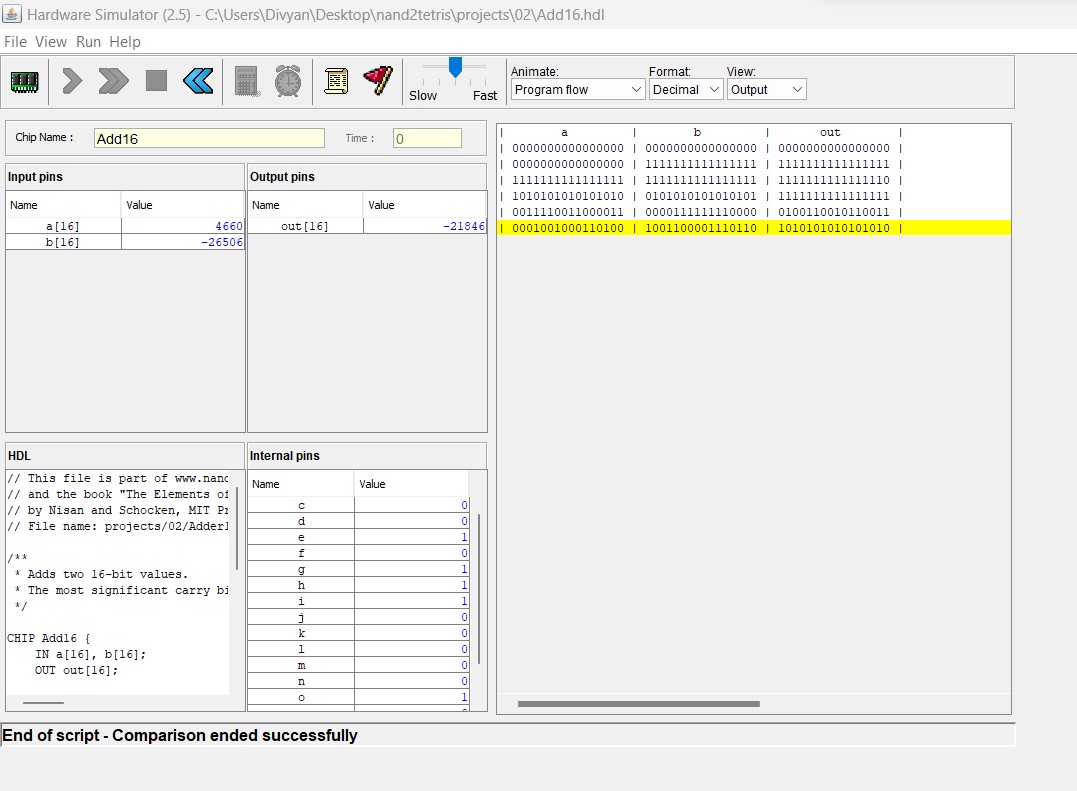 Hardware Simulator (2.5) - C:\Users\Divyan\Desktop\nand2tetris\projects\02\Add16.hdl
File View Run Help
Slow Fast
Animate: Format: View:
Program flow Decimal Output
Chip Name : Add16 Time : 0
Input pins
Name Value
a[16] 4660
b[16] -26506
Output pins
Name Value
out[16] -21846
HDL
// This file is part of www.nand
// and the book "The Elements of
// by Nisan and Schocken, MIT Pr
// File name: projects/02/Adder1
/**
* Adds two 16-bit values.
* The most significant carry bi
*/
CHIP Add16 {
IN a[16], b[16];
OUT out[16];
Internal pins
Name Value
c 0
d 0
e 1
f 0
g 1
h 1
i 1
j 0
k 0
l 0
m 0
n 0
o 1
| a | b | out |
| 0000000000000000 | 0000000000000000 | 0000000000000000 |
| 0000000000000000 | 1111111111111111 | 1111111111111111 |
| 1111111111111111 | 1111111111111111 | 1111111111111110 |
| 1010101010101010 | 0101010101010101 | 1111111111111111 |
| 0011110011000011 | 0000111111110000 | 0100110010110011 |
| 0001001000110100 | 1001100001110110 | 1010101010101010 |
End of script - Comparison ended successfully